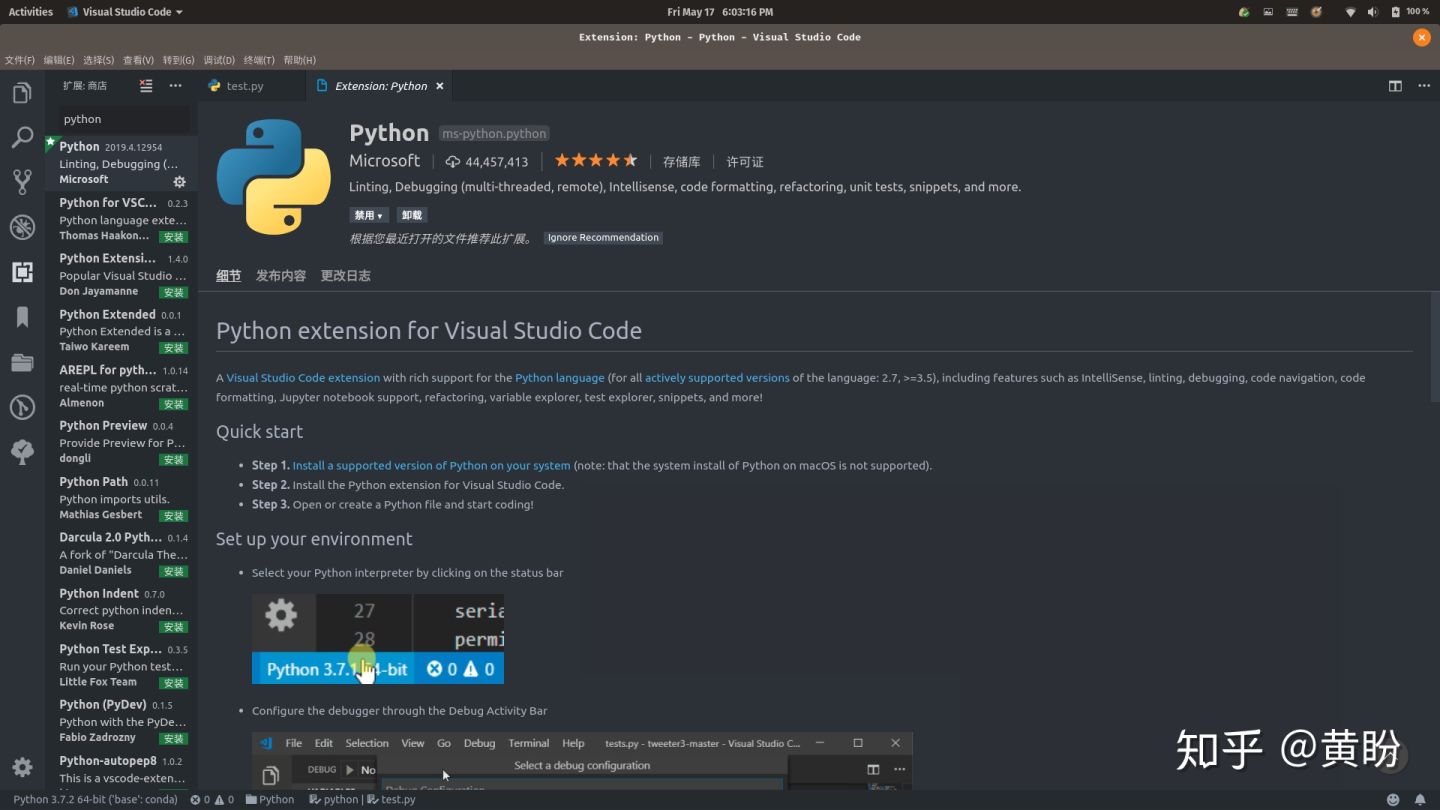 Activities Visual Studio Code Fri May 17 6:03:16 PM 100 %
Extension: Python - Python - Visual Studio Code
文件(F) 编辑(E) 选择(S) 查看(V) 转到(G) 调试(D) 终端(T) 帮助(H)
扩展: 商店
python
Python 2019.4.12954
Linting, Debugging (...
Microsoft
Python for VSC... 0.2.3
Python language exte...
Thomas Haakon... 安装
Python Extensi... 1.4.0
Popular Visual Studio ...
Don Jayamanne 安装
Python Extended 0.0.1
Python Extended is a ...
Taiwo Kareem 安装
AREPL for pyth... 1.0.14
real-time python scrat...
Almenon 安装
Python Preview 0.0.4
Provide Preview for P...
dongli 安装
Python Path 0.0.11
Python imports utils.
Mathias Gesbert 安装
Darcula 2.0 Pyth... 0.1.4
A fork of "Darcula The...
Daniel Daniels 安装
Python Indent 0.7.0
Correct python inden...
Kevin Rose 安装
Python Test Exp... 0.3.5
Run your Python test...
Little Fox Team 安装
Python (PyDev) 0.1.5
Python with the PyDe...
Fabio Zadrozny 安装
Python-autopep8 1.0.2
This is a vscode-exten...
test.py Extension: Python
Python ms-python.python
Microsoft 44,457,413 存储库 许可证
Linting, Debugging (multi-threaded, remote), Intellisense, code formatting, refactoring, unit tests, snippets, and more.
禁用 卸载
根据您最近打开的文件推荐此扩展。 Ignore Recommendation
细节 发布内容 更改日志
Python extension for Visual Studio Code
A Visual Studio Code extension with rich support for the Python language (for all actively supported versions of the language: 2.7, >=3.5), including features such as IntelliSense, linting, debugging, code navigation, code
formatting, Jupyter notebook support, refactoring, variable explorer, test explorer, snippets, and more!
Quick start
• Step 1. Install a supported version of Python on your system (note: that the system install of Python on macOS is not supported).
• Step 2. Install the Python extension for Visual Studio Code.
• Step 3. Open or create a Python file and start coding!
Set up your environment
• Select your Python interpreter by clicking on the status bar
27 seria
28 permi
Python 3.7.1 64-bit 0 0
• Configure the debugger through the Debug Activity Bar
File Edit Selection View Go Debug Terminal Help tests.py - tweeter3-master - Visual Studio C...
DEBUG No Select a debug configuration
知乎 @黄盼
Python 3.7.2 64-bit ('base': conda) 0 0 Python python | test.py